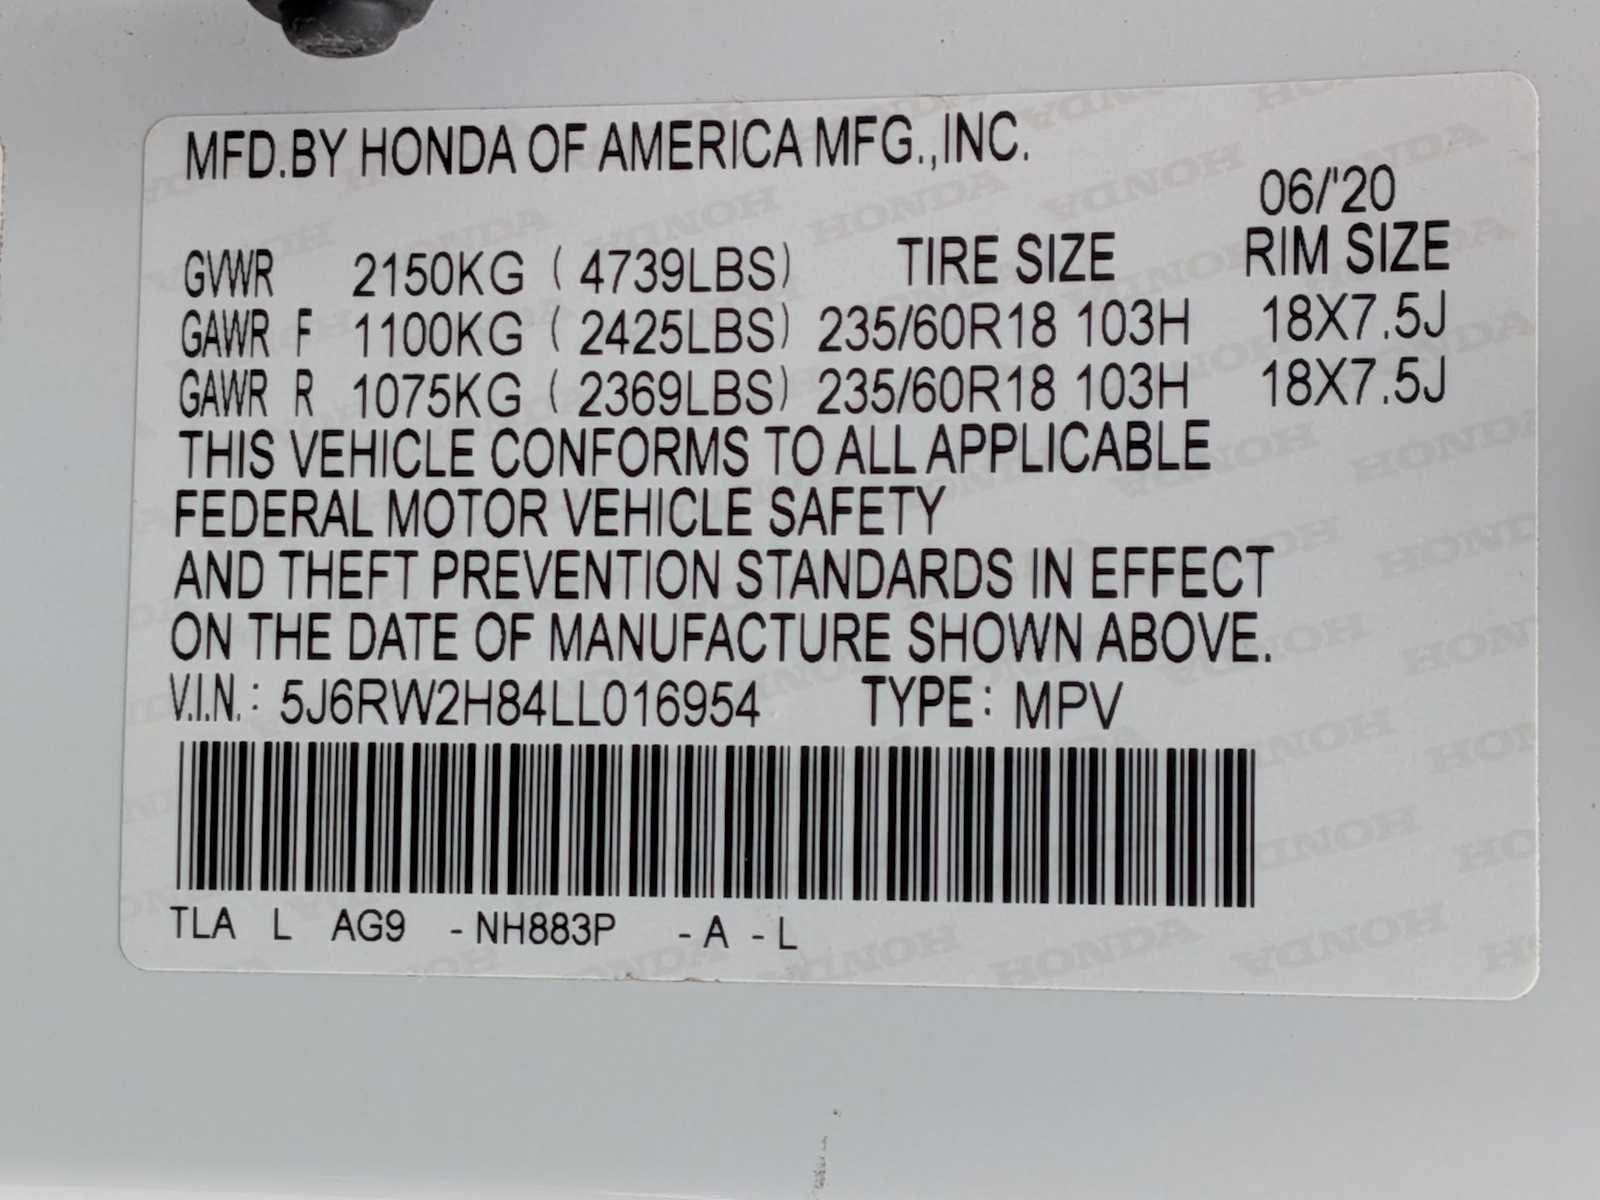 MFD.BY HONDA OF AMERICA MFG.,INC.
06/'20
GVWR 2150KG ( 4739LBS) TIRE SIZE RIM SIZE
GAWR F 1100KG ( 2425LBS) 235/60R18 103H 18X7.5J
GAWR R 1075KG ( 2369LBS) 235/60R18 103H 18X7.5J
THIS VEHICLE CONFORMS TO ALL APPLICABLE
FEDERAL MOTOR VEHICLE SAFETY
AND THEFT PREVENTION STANDARDS IN EFFECT
ON THE DATE OF MANUFACTURE SHOWN ABOVE.
V.I.N.: 5J6RW2H84LL016954 TYPE: MPV
TLA L AG9 -NH883P -A -L